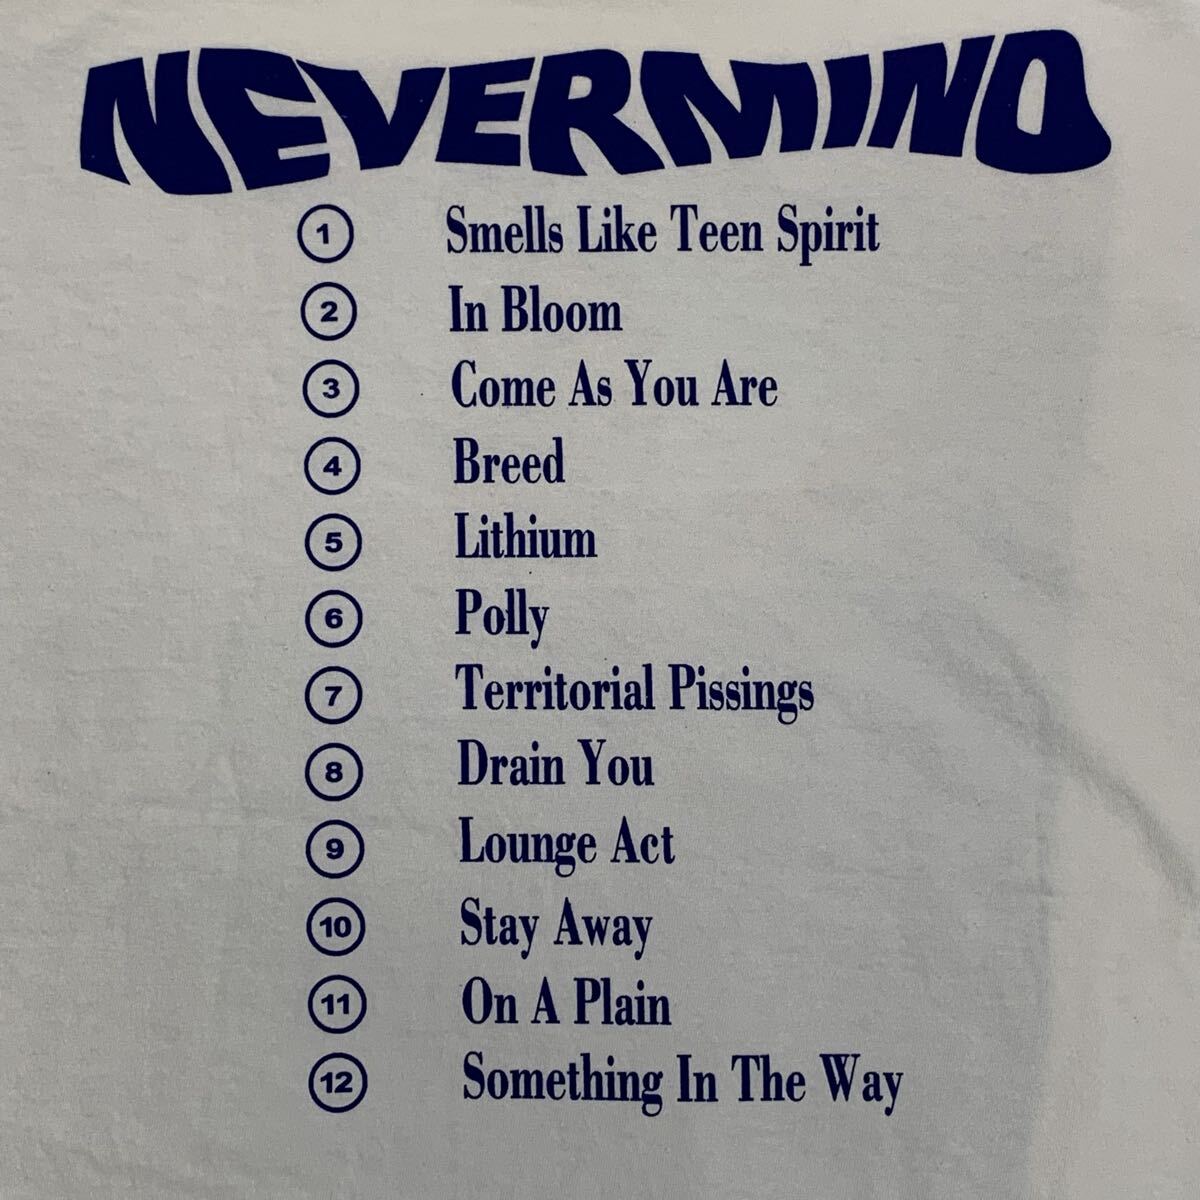 NEVERMIND
1 Smells Like Teen Spirit
2 In Bloom
3 Come As You Are
4 Breed
5 Lithium
6 Polly
7 Territorial Pissings
8 Drain You
9 Lounge Act
10 Stay Away
11 On A Plain
12 Something In The Way